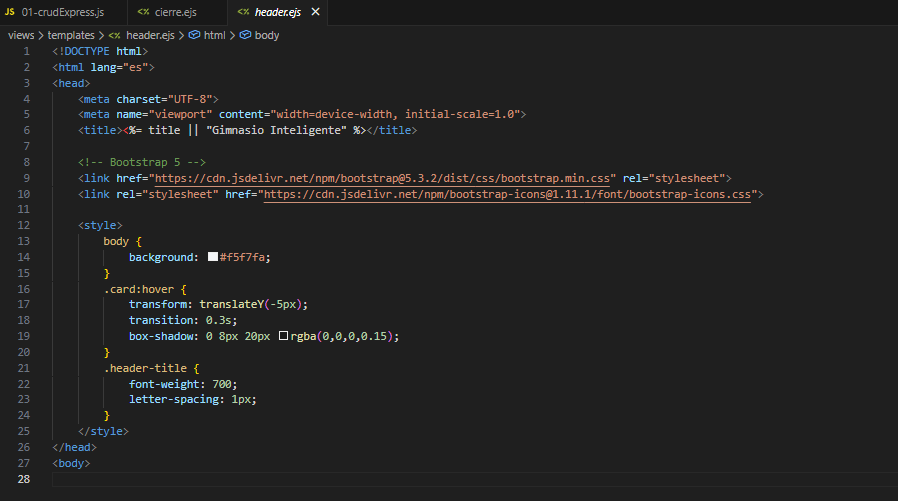 01-crudExpress.js
cierre.ejs
header.ejs
views > templates > header.ejs > html > body
1 <!DOCTYPE html>
2 <html lang="es">
3 <head>
4 <meta charset="UTF-8">
5 <meta name="viewport" content="width=device-width, initial-scale=1.0">
6 <title><%= title || "Gimnasio Inteligente" %></title>
7
8 <!-- Bootstrap 5 -->
9 <link href="https://cdn.jsdelivr.net/npm/bootstrap@5.3.2/dist/css/bootstrap.min.css" rel="stylesheet">
10 <link rel="stylesheet" href="https://cdn.jsdelivr.net/npm/bootstrap-icons@1.11.1/font/bootstrap-icons.css">
11
12 <style>
13 body {
14 background: #f5f7fa;
15 }
16 .card:hover {
17 transform: translateY(-5px);
18 transition: 0.3s;
19 box-shadow: 0 8px 20px rgba(0,0,0,0.15);
20 }
21 .header-title {
22 font-weight: 700;
23 letter-spacing: 1px;
24 }
25 </style>
26 </head>
27 <body>
28